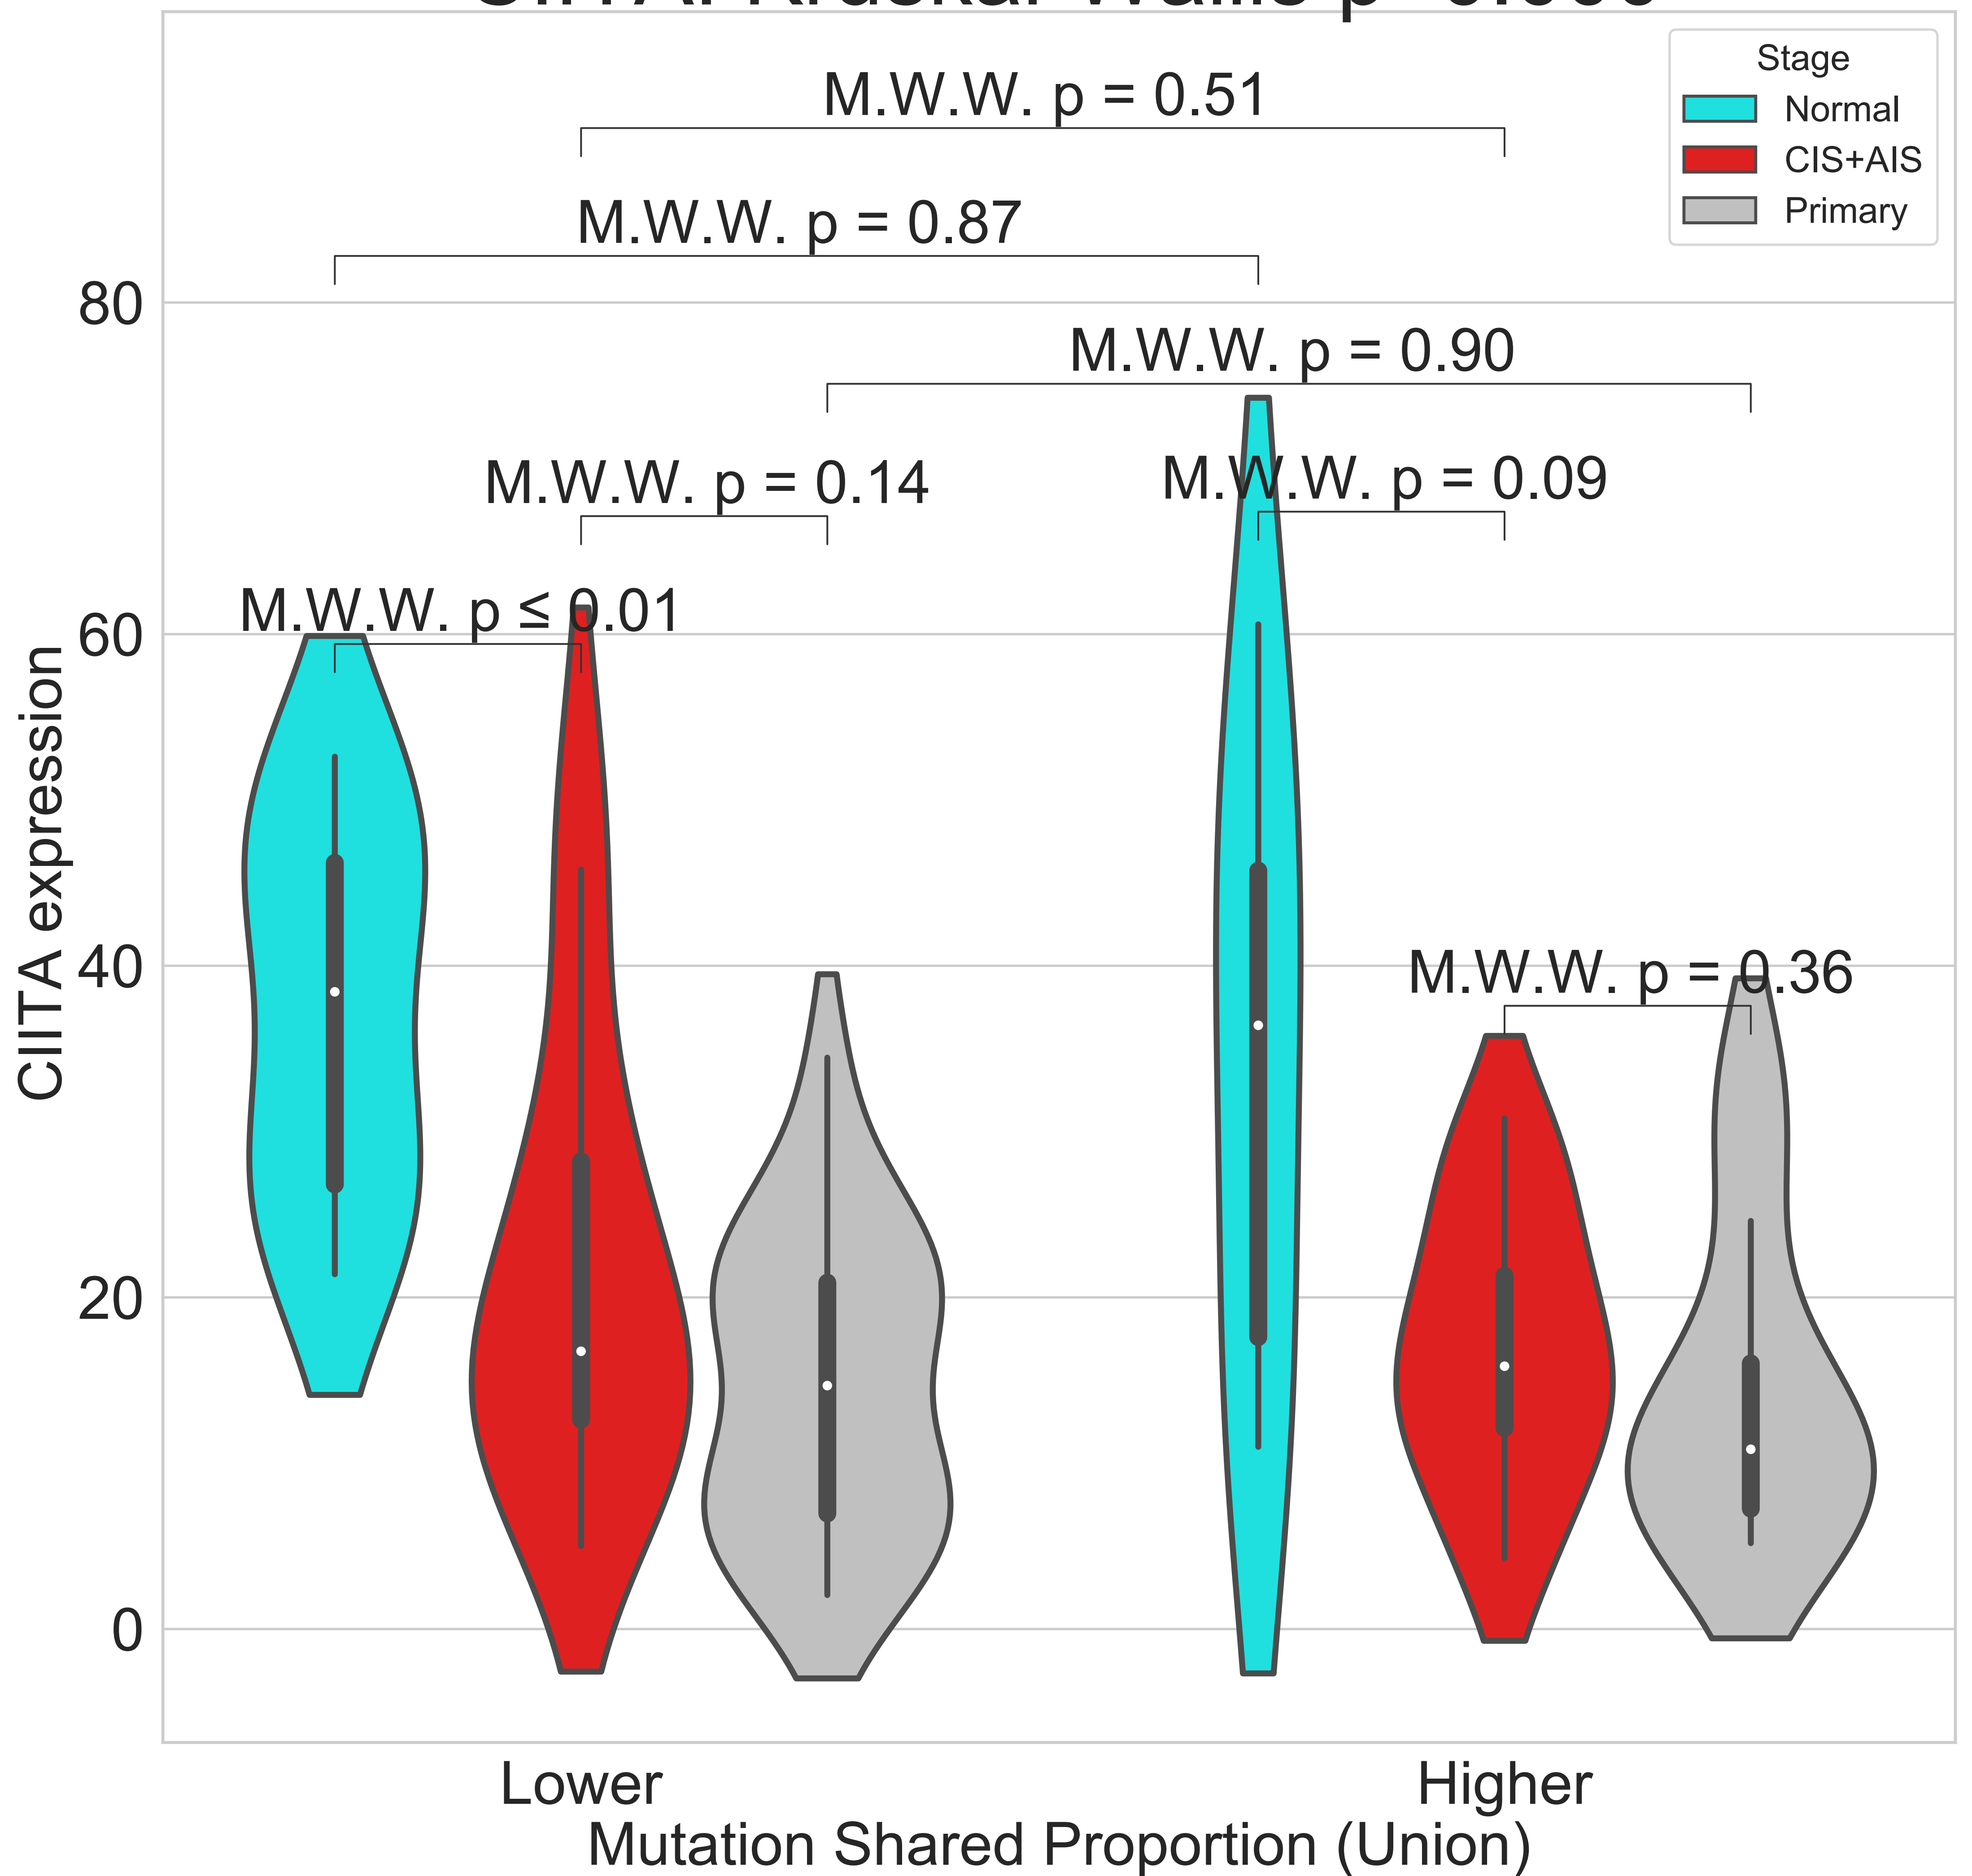 Stage
Normal
CIS+AIS
Primary
M.W.W. p = 0.51
M.W.W. p = 0.87
M.W.W. p = 0.90
M.W.W. p = 0.14
M.W.W. p = 0.09
M.W.W. p ≤ 0.01
M.W.W. p = 0.36
80
60
40
20
0
CIITA expression
Lower
Higher
Mutation Shared Proportion (Union)